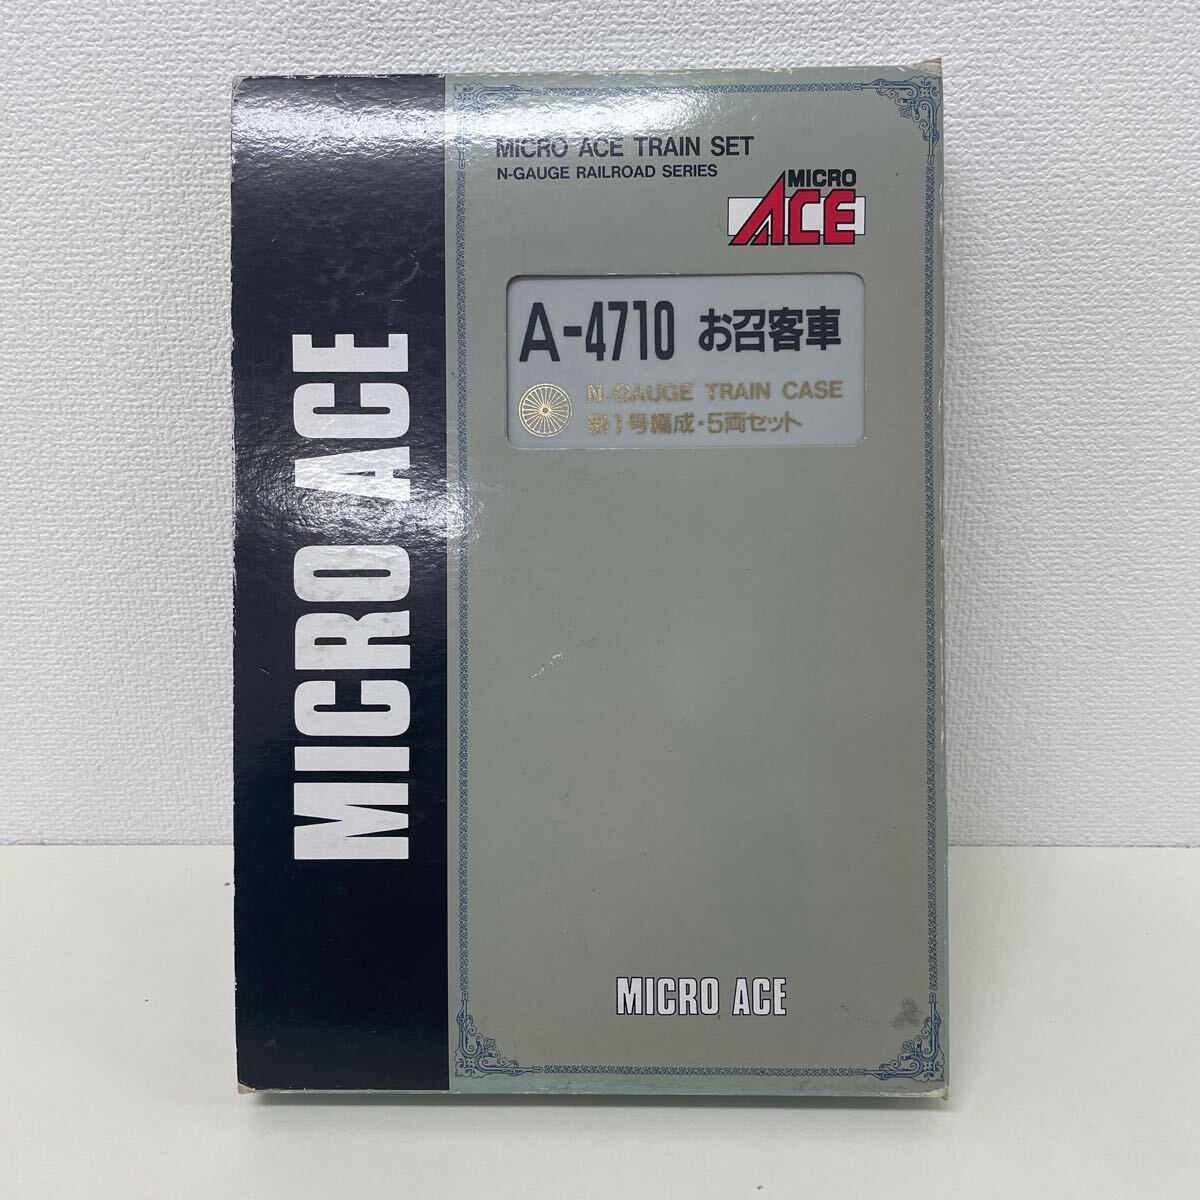 MICRO ACE TRAIN SET
N-GAUGE RAILROAD SERIES
MICRO
ACE
A-4710 お召客車
N-GAUGE TRAIN CASE
新1号編成・5両セット
MICRO ACE
MICRO ACE